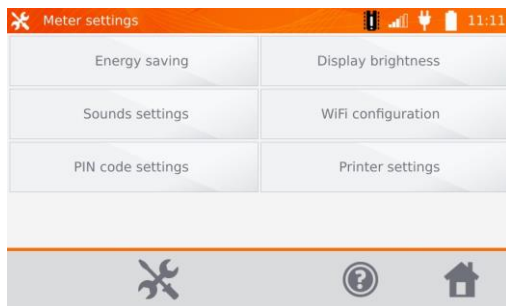 Meter settings 11:11
Energy saving Display brightness
Sounds settings WiFi configuration
PIN code settings Printer settings